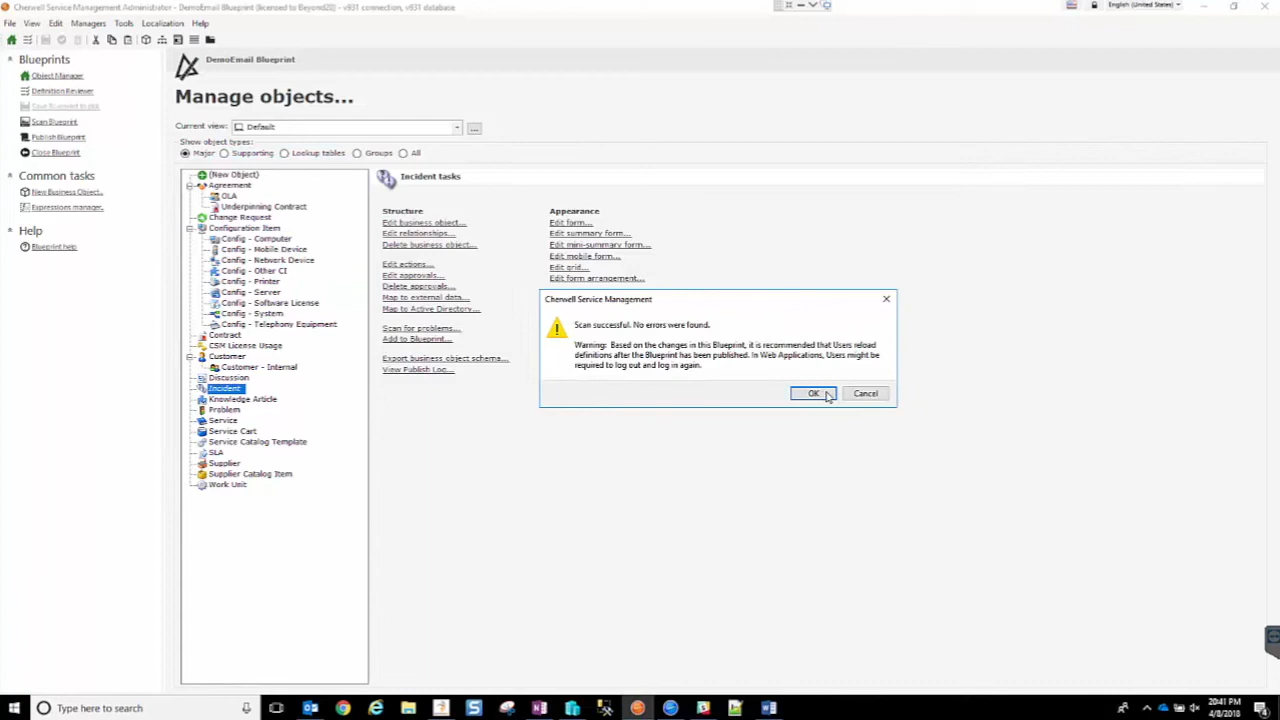 Cherwell Service Management Administrator - DemoEmail Blueprint (licensed to Beyond20) - v931 connection, v931 database
English (United States)
File View Edit Managers Tools Localization Help
Blueprints
Object Manager
Definition Reviewer
Save Blueprint to disk
Scan Blueprint
Publish Blueprint
Close Blueprint
Common tasks
New Business Object...
Expressions manager...
Help
Blueprint help
DemoEmail Blueprint
Manage objects...
Current view: Default ...
Show object types:
Major Supporting Lookup tables Groups All
(New Object)
Agreement
OLA
Underpinning Contract
Change Request
Configuration Item
Config - Computer
Config - Mobile Device
Config - Network Device
Config - Other CI
Config - Printer
Config - Server
Config - Software License
Config - System
Config - Telephony Equipment
Contract
CSM License Usage
Customer
Customer - Internal
Discussion
Incident
Knowledge Article
Problem
Service
Service Cart
Service Catalog Template
SLA
Supplier
Supplier Catalog Item
Work Unit
Incident tasks
Structure
Edit business object...
Edit relationships...
Delete business object...
Edit actions...
Edit approvals...
Delete approvals...
Map to external data...
Map to Active Directory...
Scan for problems...
Add to Blueprint...
Export business object schema...
View Publish Log...
Appearance
Edit form...
Edit summary form...
Edit mini-summary form...
Edit mobile form...
Edit grid...
Edit form arrangement...
Cherwell Service Management
Scan successful. No errors were found.
Warning: Based on the changes in this Blueprint, it is recommended that Users reload
definitions after the Blueprint has been published. In Web Applications, Users might be
required to log out and log in again.
OK Cancel
Type here to search
20:41 PM
4/8/2018